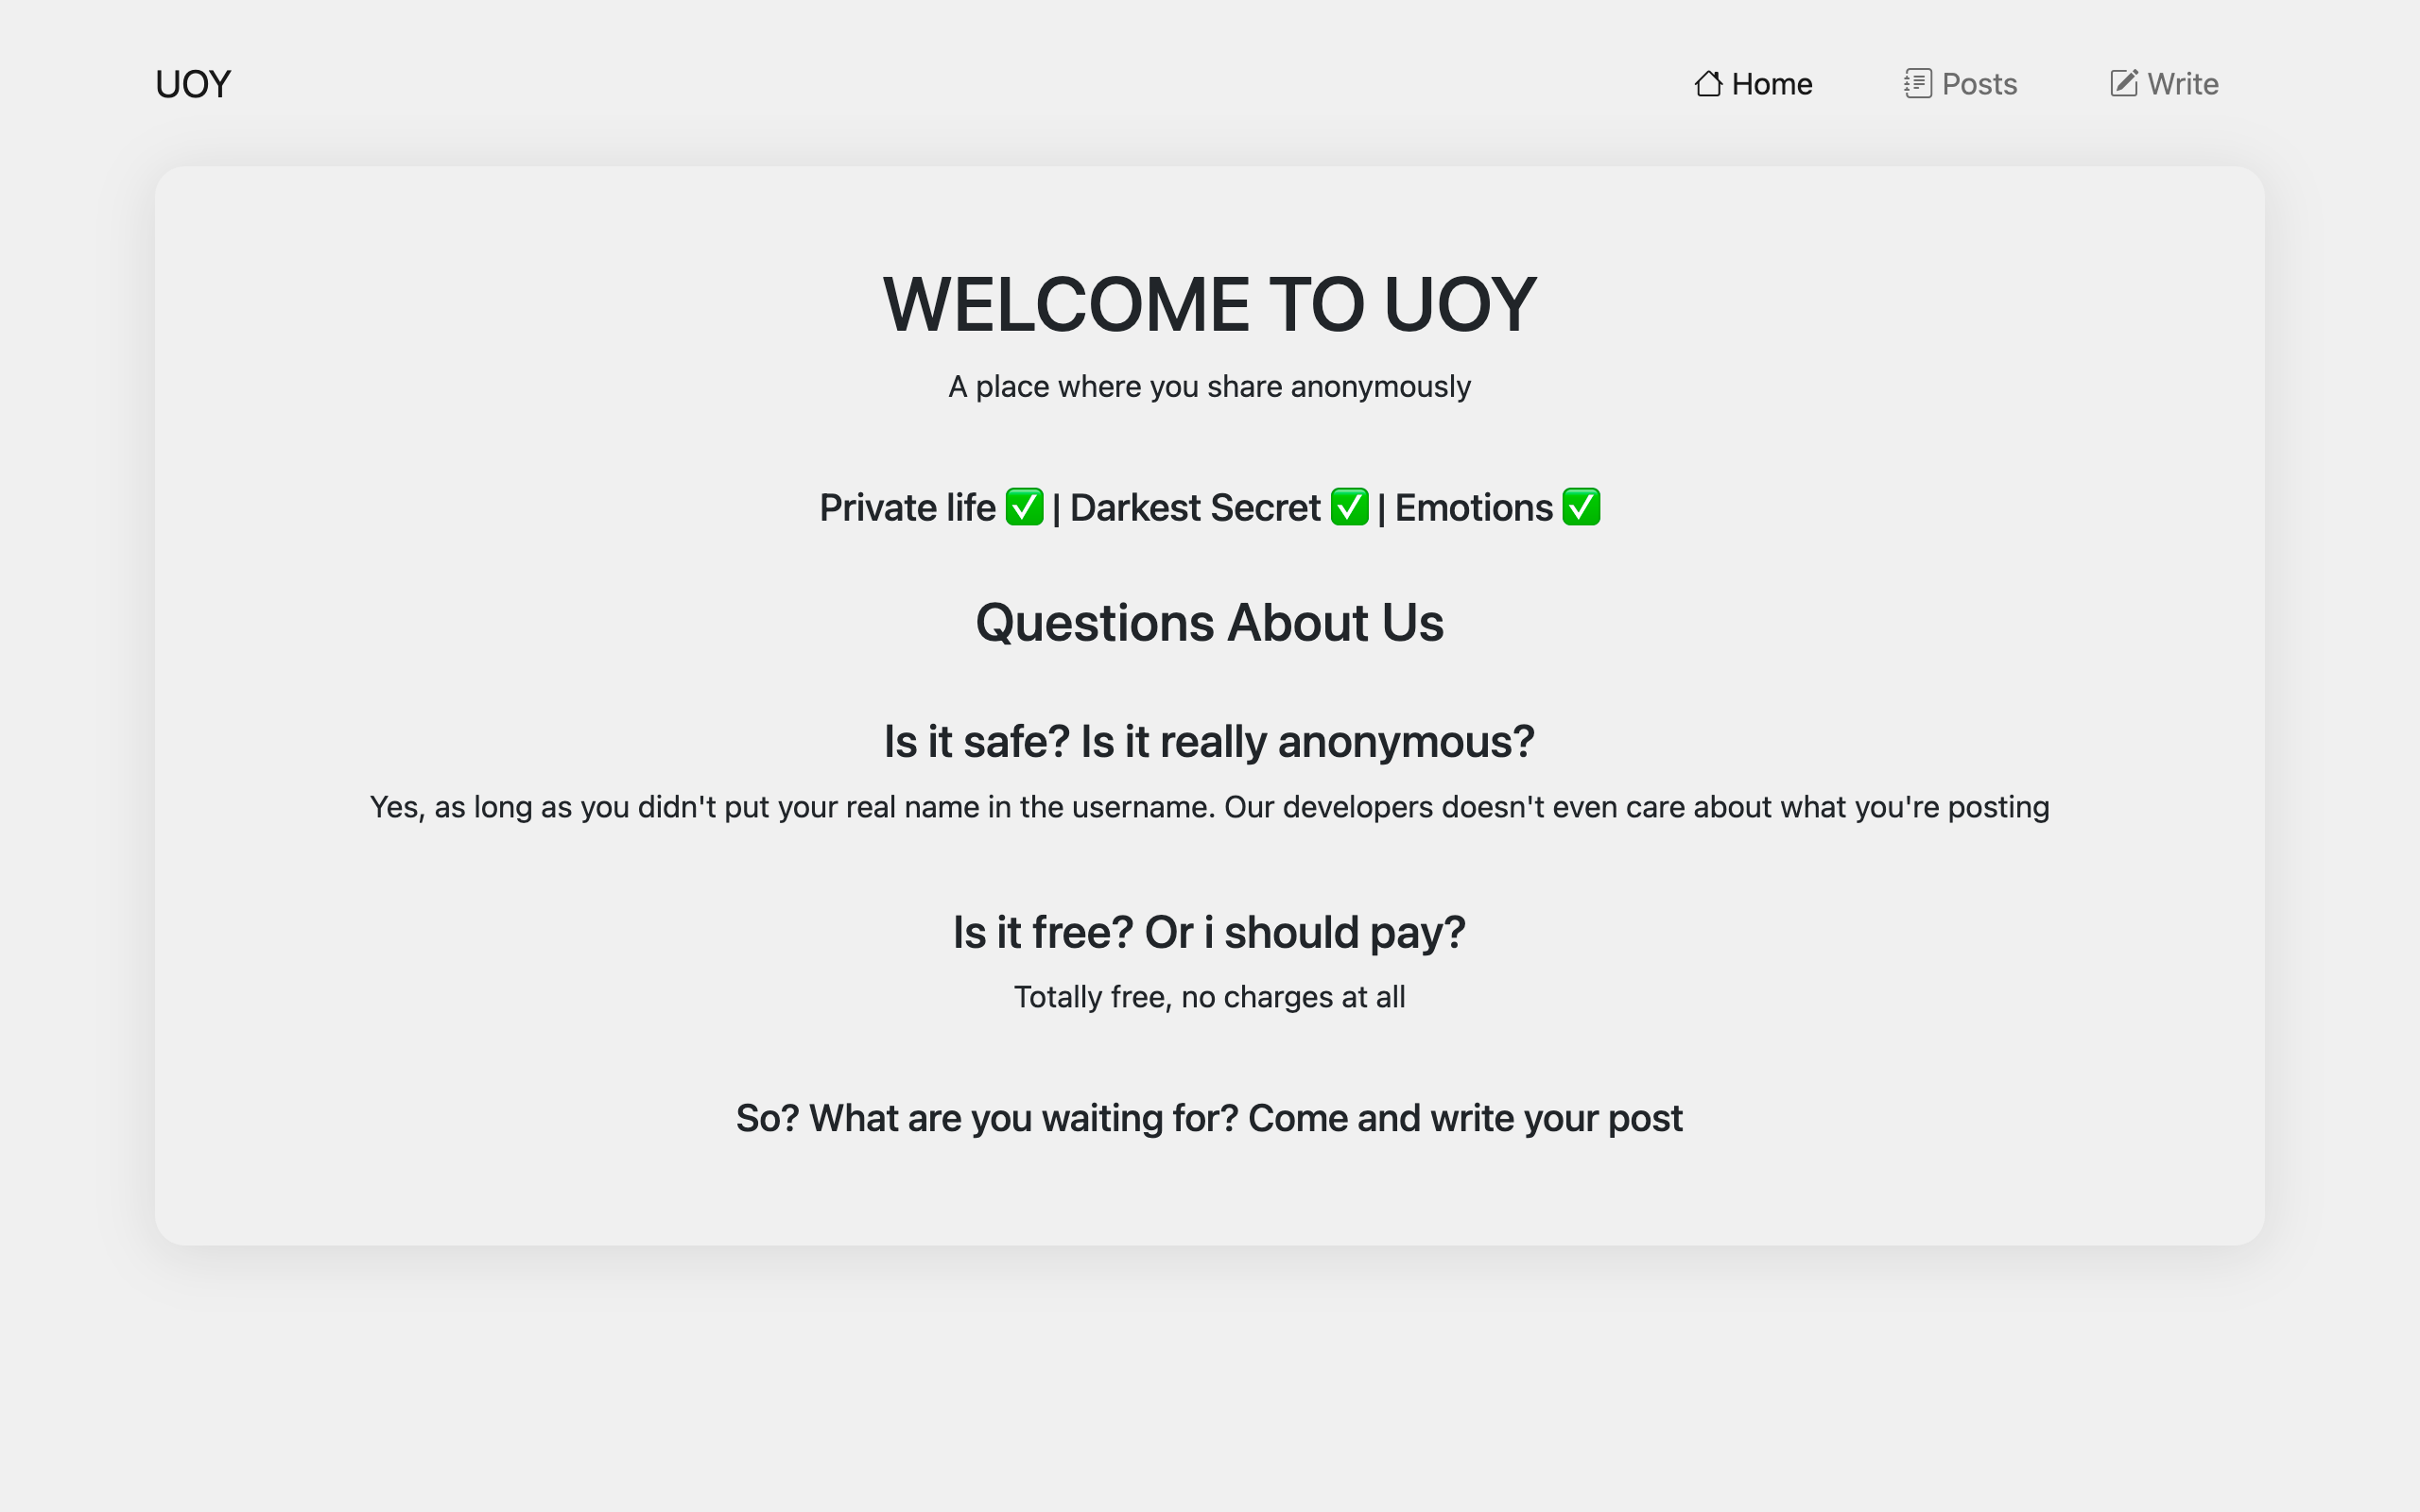 UOY
Home
Posts
Write
WELCOME TO UOY
A place where you share anonymously
Private life ✅ | Darkest Secret ✅ | Emotions ✅
Questions About Us
Is it safe? Is it really anonymous?
Yes, as long as you didn't put your real name in the username. Our developers doesn't even care about what you're posting
Is it free? Or i should pay?
Totally free, no charges at all
So? What are you waiting for? Come and write your post